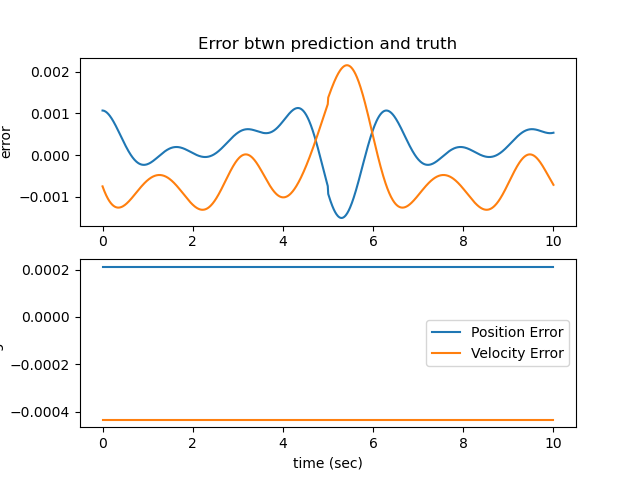 Error btwn prediction and truth
error
0.002
0.001
0.000
−0.001
0 2 4 6 8 10
0.0002
0.0000
−0.0002
−0.0004
Position Error
Velocity Error
0 2 4 6 8 10
time (sec)